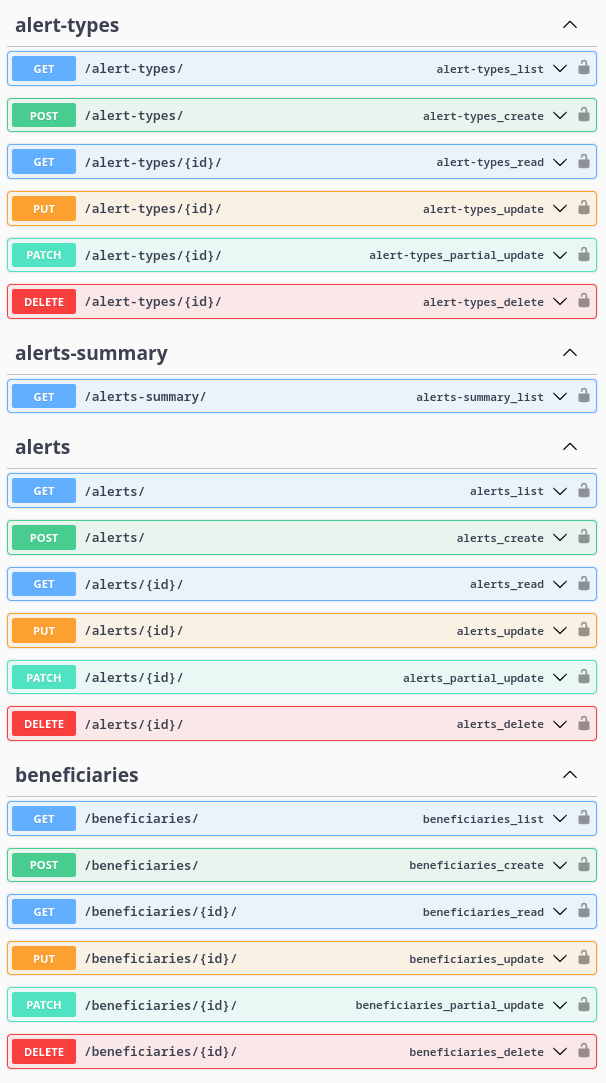 alert-types
GET /alert-types/ alert-types_list
POST /alert-types/ alert-types_create
GET /alert-types/{id}/ alert-types_read
PUT /alert-types/{id}/ alert-types_update
PATCH /alert-types/{id}/ alert-types_partial_update
DELETE /alert-types/{id}/ alert-types_delete
alerts-summary
GET /alerts-summary/ alerts-summary_list
alerts
GET /alerts/ alerts_list
POST /alerts/ alerts_create
GET /alerts/{id}/ alerts_read
PUT /alerts/{id}/ alerts_update
PATCH /alerts/{id}/ alerts_partial_update
DELETE /alerts/{id}/ alerts_delete
beneficiaries
GET /beneficiaries/ beneficiaries_list
POST /beneficiaries/ beneficiaries_create
GET /beneficiaries/{id}/ beneficiaries_read
PUT /beneficiaries/{id}/ beneficiaries_update
PATCH /beneficiaries/{id}/ beneficiaries_partial_update
DELETE /beneficiaries/{id}/ beneficiaries_delete